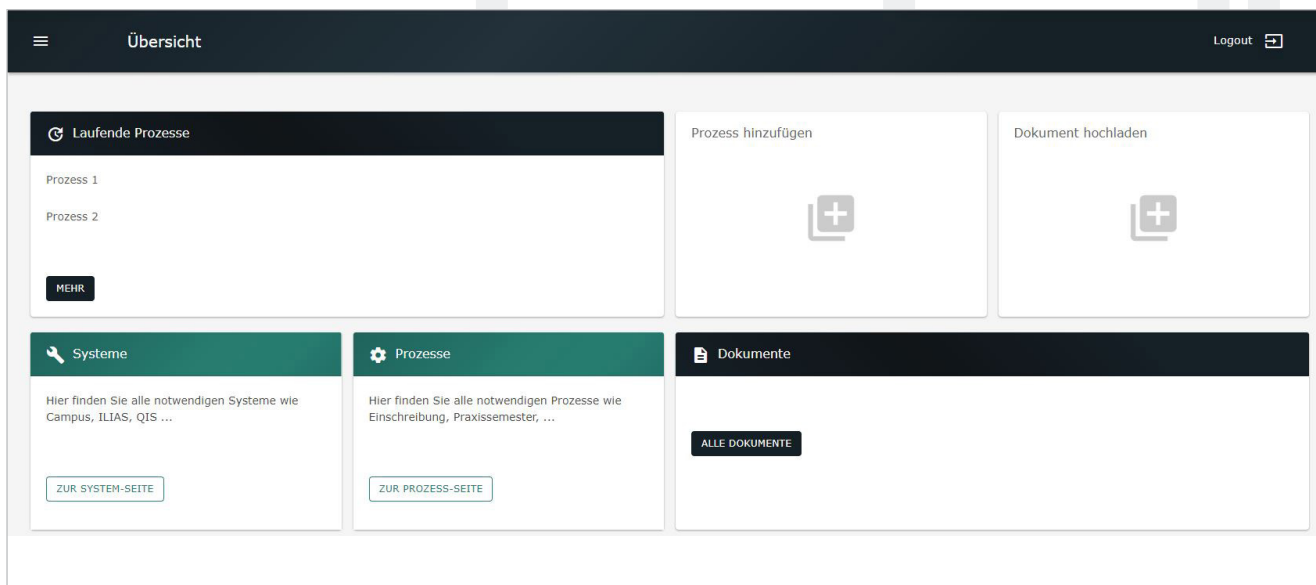 Übersicht
Logout
Laufende Prozesse
Prozess 1
Prozess 2
MEHR
Prozess hinzufügen
Dokument hochladen
Systeme
Hier finden Sie alle notwendigen Systeme wie
Campus, ILIAS, QIS ...
ZUR SYSTEM-SEITE
Prozesse
Hier finden Sie alle notwendigen Prozesse wie
Einschreibung, Praxissemester, ...
ZUR PROZESS-SEITE
Dokumente
ALLE DOKUMENTE